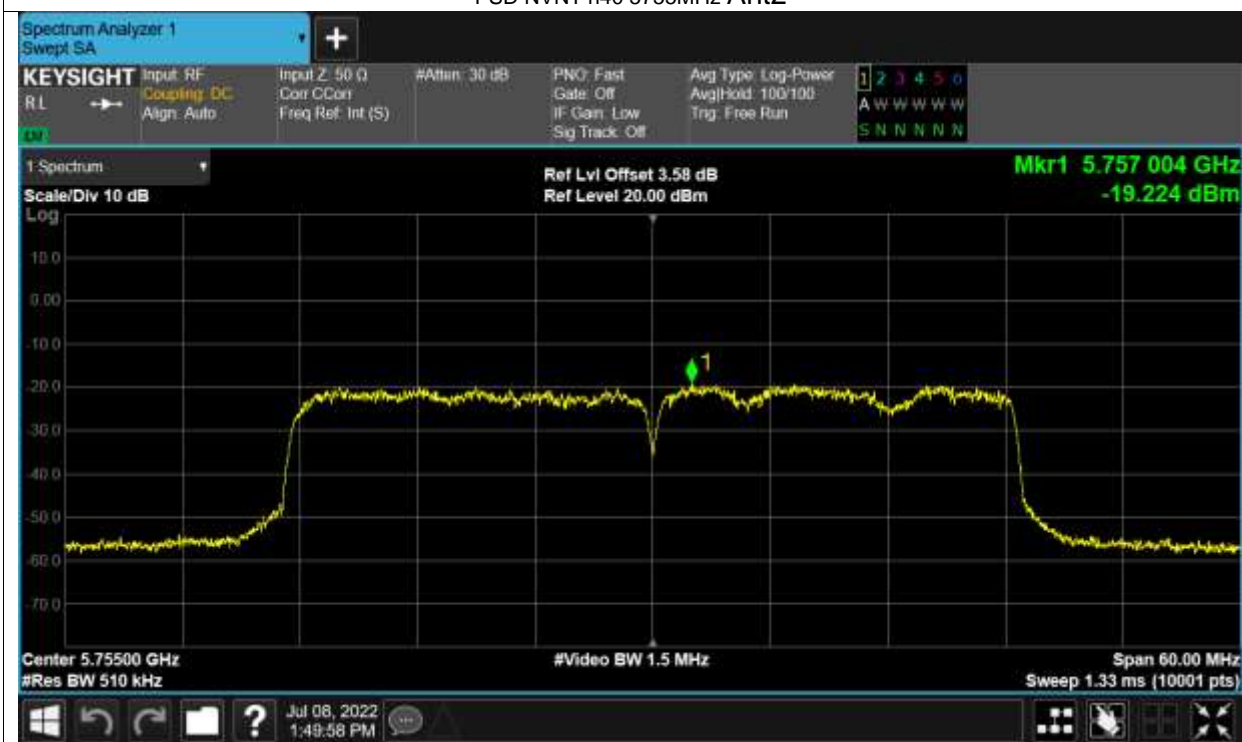 PSD NVNT n40 5755MHz Ant2
Spectrum Analyzer 1
Swept SA
+
KEYSIGHT
RL
Input: RF
Coupling: DC
Align: Auto
Input Z: 50 Ω
Corr CCorr
Freq Ref: Int (S)
#Atten: 30 dB
PNO: Fast
Gate: Off
IF Gain: Low
Sig Track: Off
Avg Type: Log-Power
Avg|Hold: 100/100
Trig: Free Run
1 2 3 4 5 6
A W W W W W
S N N N N N
1 Spectrum
Scale/Div 10 dB
Log
Ref Lvl Offset 3.58 dB
Ref Level 20.00 dBm
Mkr1 5.757 004 GHz
-19.224 dBm
10.0
0.00
-10.0
-20.0
-30.0
-40.0
-50.0
-60.0
-70.0
1
Center 5.75500 GHz
#Res BW 510 kHz
#Video BW 1.5 MHz
Span 60.00 MHz
Sweep 1.33 ms (10001 pts)
?
Jul 08, 2022
1:49:58 PM